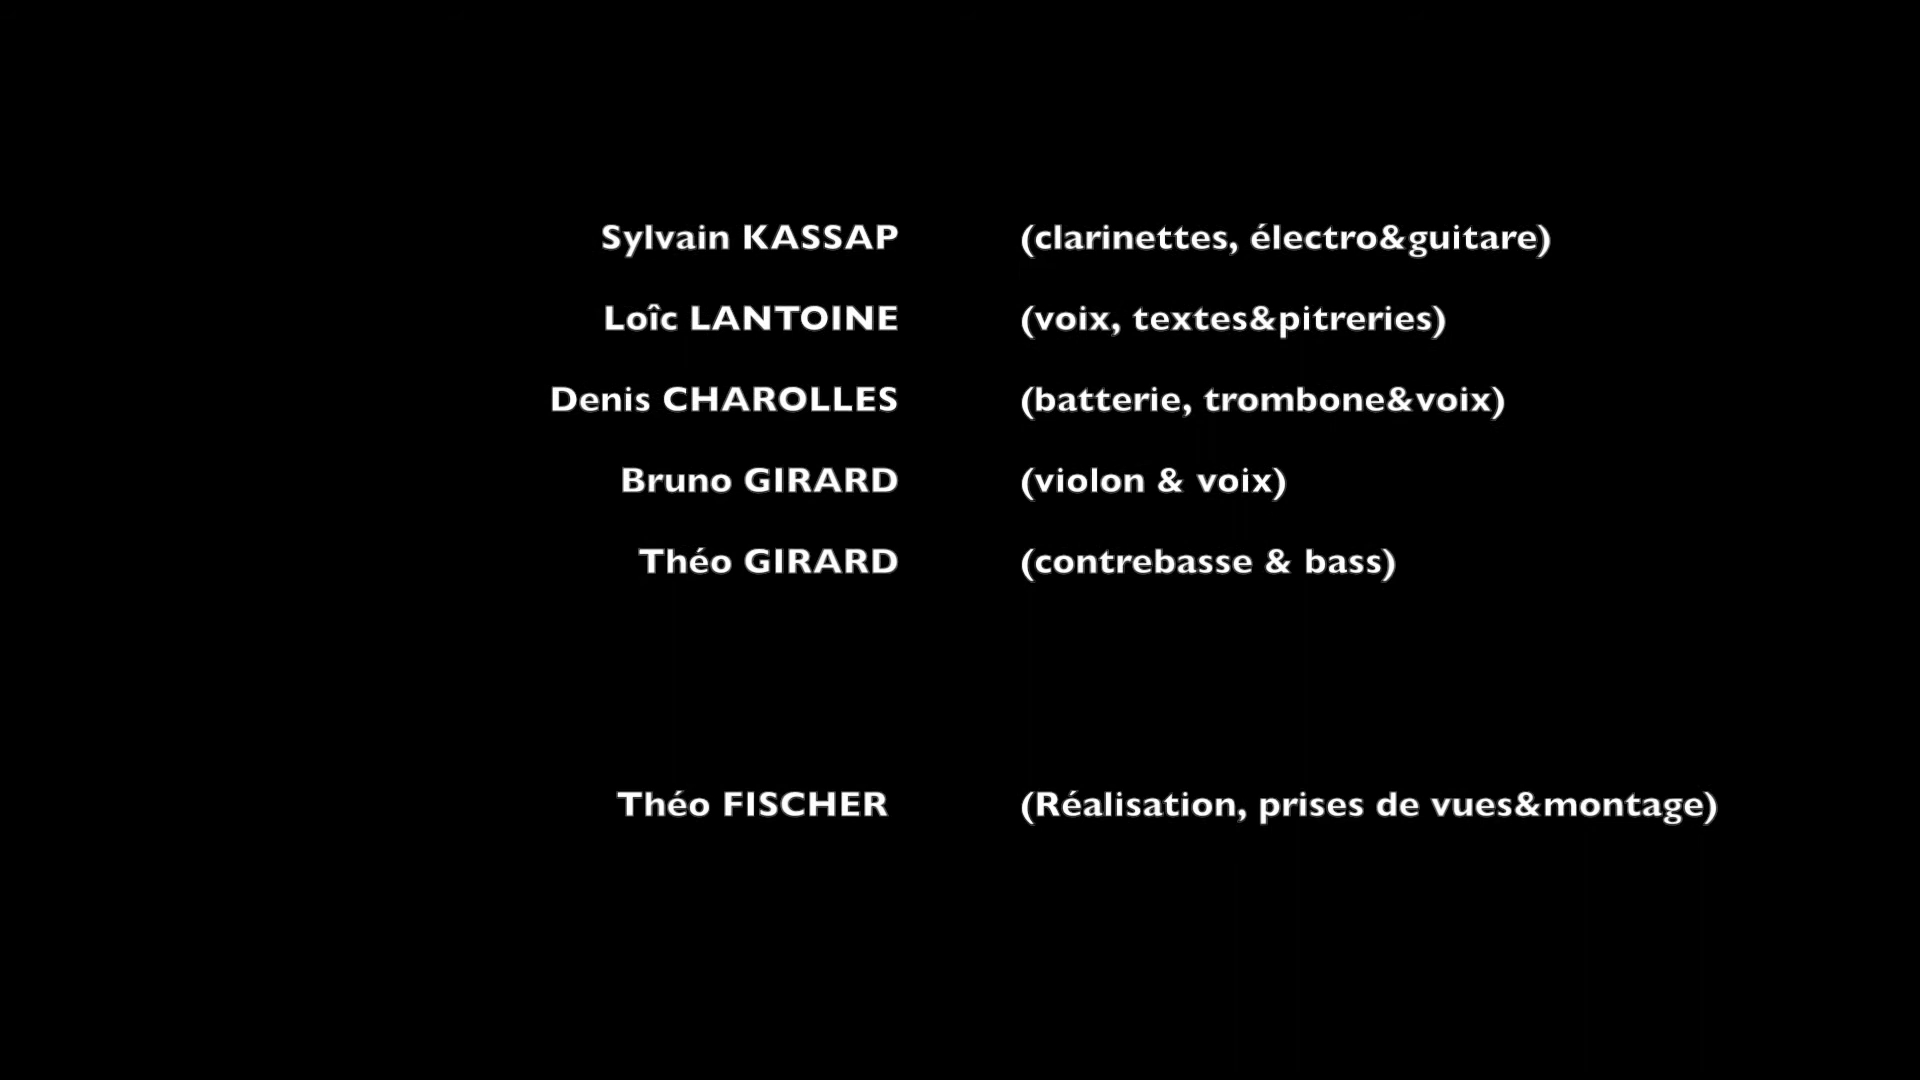 Sylvain KASSAP (clarinettes, électro&guitare)
Loîc LANTOINE (voix, textes&pitreries)
Denis CHAROLLES (batterie, trombone&voix)
Bruno GIRARD (violon & voix)
Théo GIRARD (contrebasse & bass)
Théo FISCHER (Réalisation, prises de vues&montage)